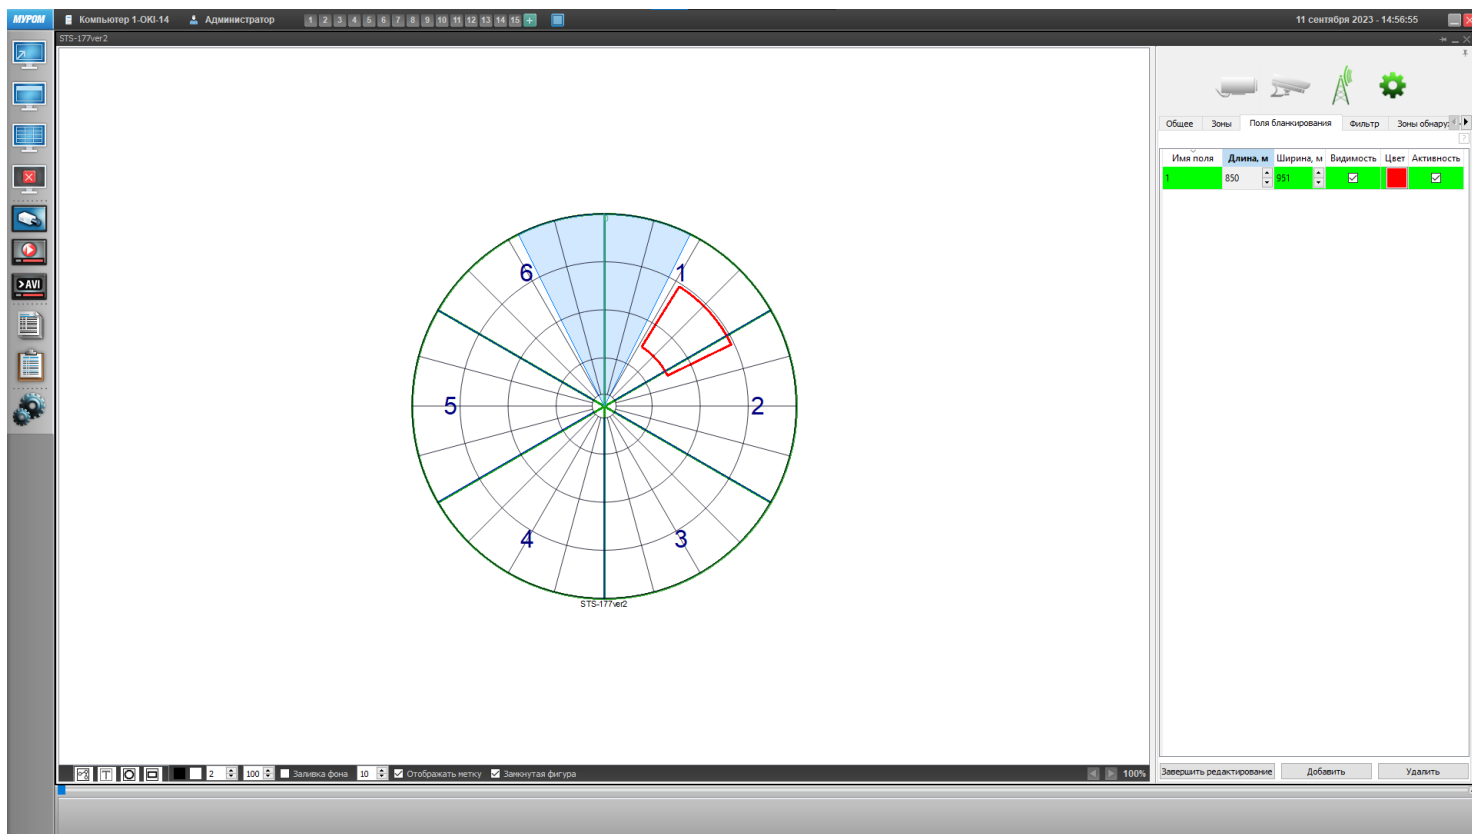 МУРОМ Компьютер 1-OKI-14 Администратор 1 2 3 4 5 6 7 8 9 10 11 12 13 14 15 + 11 сентября 2023 - 14:56:55
STS-177ver2
Общее Зоны Поля бланкирования Фильтр Зоны обнару
Имя поля Длина, м Ширина, м Видимость Цвет Активность
1 850 951
6 1
5 2
4 3
STS-177ver2
>AVI
T 2 100 Заливка фона 10 Отображать метку Замкнутая фигура 100%
Завершить редактирование Добавить Удалить